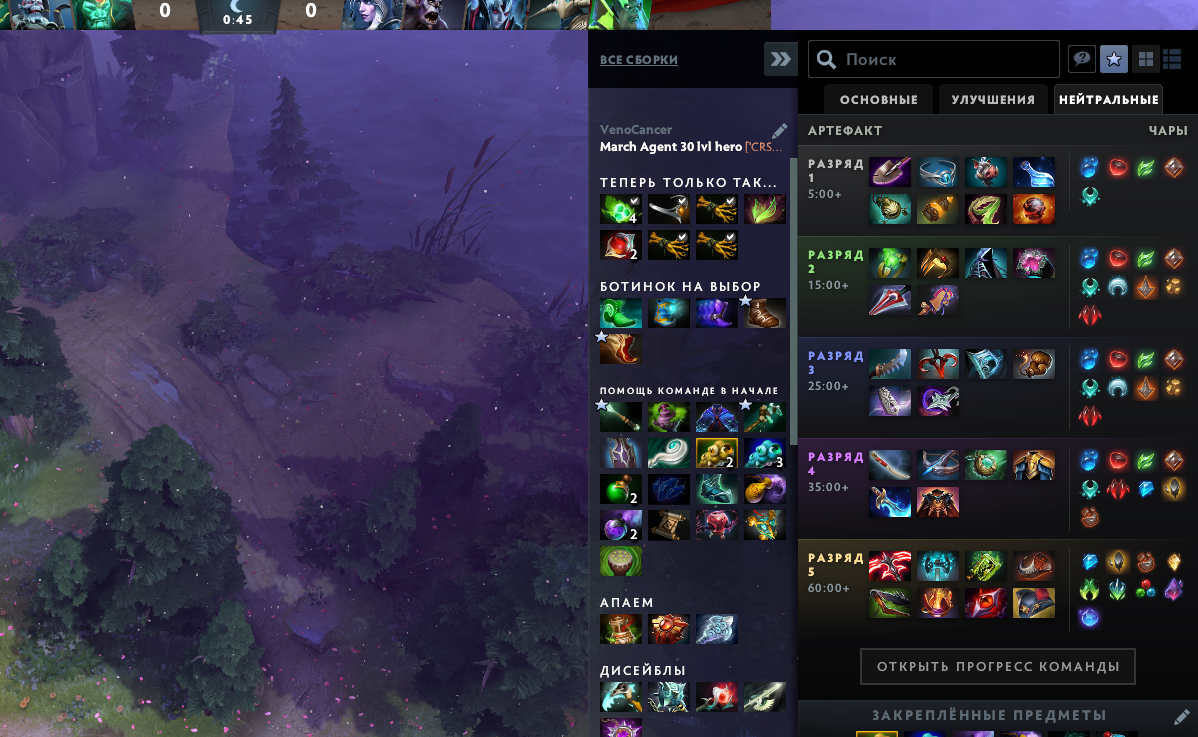 0
0:45
0
ВСЕ СБОРКИ
VenoCancer
March Agent 30 lvl hero ['CRS...
ТЕПЕРЬ ТОЛЬКО ТАК...
4
2
БОТИНОК НА ВЫБОР
ПОМОЩЬ КОМАНДЕ В НАЧАЛЕ
2
3
2
2
АПАЕМ
ДИСЕЙБЛЫ
Поиск
ОСНОВНЫЕ
УЛУЧШЕНИЯ
НЕЙТРАЛЬНЫЕ
АРТЕФАКТ
ЧАРЫ
РАЗРЯД
1
5:00+
РАЗРЯД
2
15:00+
РАЗРЯД
3
25:00+
РАЗРЯД
4
35:00+
РАЗРЯД
5
60:00+
ОТКРЫТЬ ПРОГРЕСС КОМАНДЫ
ЗАКРЕПЛЁННЫЕ ПРЕДМЕТЫ